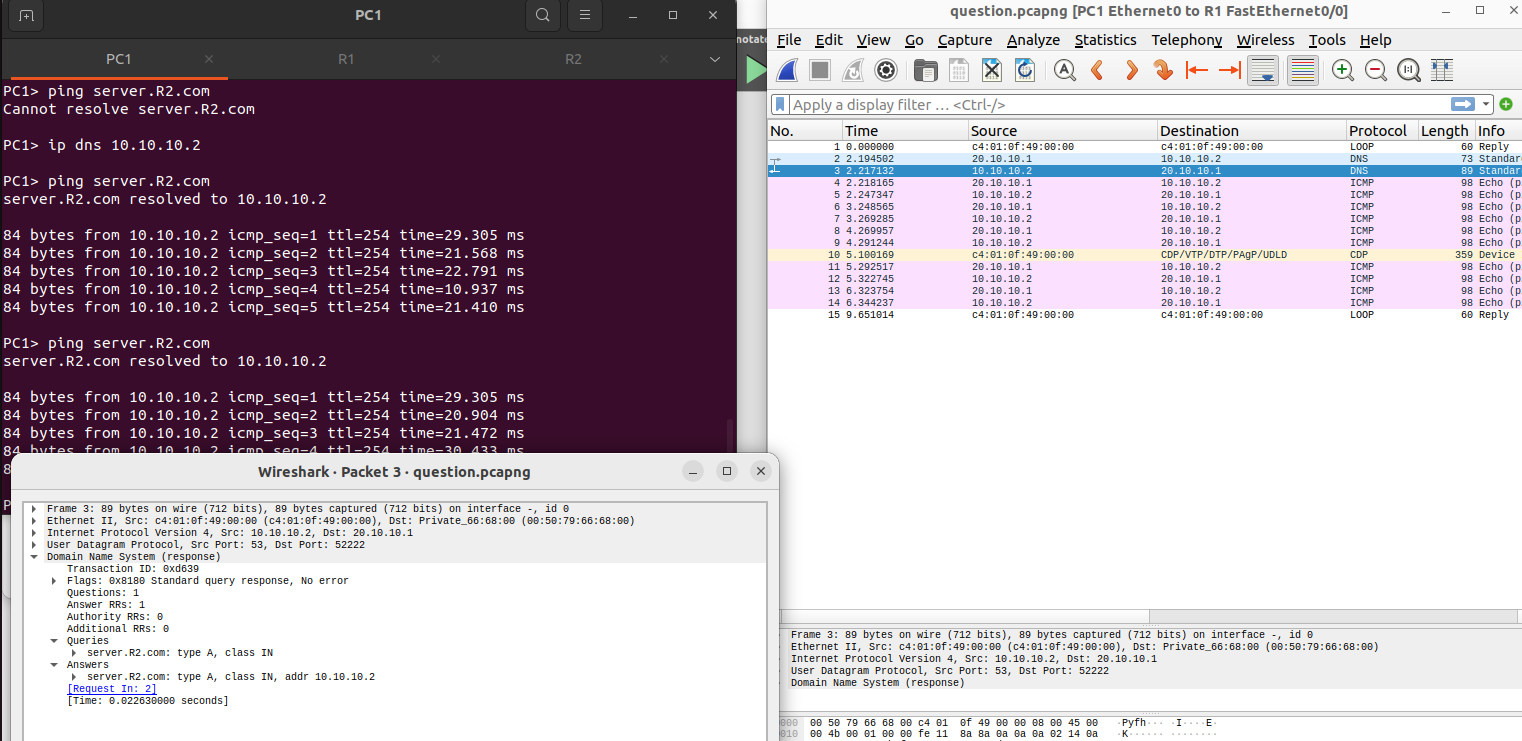 PC1
PC1 R1 R2
PC1> ping server.R2.com
Cannot resolve server.R2.com
PC1> ip dns 10.10.10.2
PC1> ping server.R2.com
server.R2.com resolved to 10.10.10.2
84 bytes from 10.10.10.2 icmp_seq=1 ttl=254 time=29.305 ms
84 bytes from 10.10.10.2 icmp_seq=2 ttl=254 time=21.568 ms
84 bytes from 10.10.10.2 icmp_seq=3 ttl=254 time=22.791 ms
84 bytes from 10.10.10.2 icmp_seq=4 ttl=254 time=10.937 ms
84 bytes from 10.10.10.2 icmp_seq=5 ttl=254 time=21.410 ms
PC1> ping server.R2.com
server.R2.com resolved to 10.10.10.2
84 bytes from 10.10.10.2 icmp_seq=1 ttl=254 time=29.305 ms
84 bytes from 10.10.10.2 icmp_seq=2 ttl=254 time=20.904 ms
84 bytes from 10.10.10.2 icmp_seq=3 ttl=254 time=21.472 ms
84 bytes from 10.10.10.2 icmp_seq=4 ttl=254 time=30.433 ms
8
P
notate
question.pcapng [PC1 Ethernet0 to R1 FastEthernet0/0]
File Edit View Go Capture Analyze Statistics Telephony Wireless Tools Help
Apply a display filter … <Ctrl-/>
No. Time Source Destination Protocol Length Info
1 0.000000 c4:01:0f:49:00:00 c4:01:0f:49:00:00 LOOP 60 Reply
2 2.194502 20.10.10.1 10.10.10.2 DNS 73 Standar
3 2.217132 10.10.10.2 20.10.10.1 DNS 89 Standar
4 2.218165 20.10.10.1 10.10.10.2 ICMP 98 Echo (p
5 2.247347 10.10.10.2 20.10.10.1 ICMP 98 Echo (p
6 3.248565 20.10.10.1 10.10.10.2 ICMP 98 Echo (p
7 3.269285 10.10.10.2 20.10.10.1 ICMP 98 Echo (p
8 4.269957 20.10.10.1 10.10.10.2 ICMP 98 Echo (p
9 4.291244 10.10.10.2 20.10.10.1 ICMP 98 Echo (p
10 5.100169 c4:01:0f:49:00:00 CDP/VTP/DTP/PAgP/UDLD CDP 359 Device
11 5.292517 20.10.10.1 10.10.10.2 ICMP 98 Echo (p
12 5.322745 10.10.10.2 20.10.10.1 ICMP 98 Echo (p
13 6.323754 20.10.10.1 10.10.10.2 ICMP 98 Echo (p
14 6.344237 10.10.10.2 20.10.10.1 ICMP 98 Echo (p
15 9.651014 c4:01:0f:49:00:00 c4:01:0f:49:00:00 LOOP 60 Reply
Wireshark · Packet 3 · question.pcapng
Frame 3: 89 bytes on wire (712 bits), 89 bytes captured (712 bits) on interface -, id 0
Ethernet II, Src: c4:01:0f:49:00:00 (c4:01:0f:49:00:00), Dst: Private_66:68:00 (00:50:79:66:68:00)
Internet Protocol Version 4, Src: 10.10.10.2, Dst: 20.10.10.1
User Datagram Protocol, Src Port: 53, Dst Port: 52222
Domain Name System (response)
Transaction ID: 0xd639
Flags: 0x8180 Standard query response, No error
Questions: 1
Answer RRs: 1
Authority RRs: 0
Additional RRs: 0
Queries
server.R2.com: type A, class IN
Answers
server.R2.com: type A, class IN, addr 10.10.10.2
[Request In: 2]
[Time: 0.022630000 seconds]
Frame 3: 89 bytes on wire (712 bits), 89 bytes captured (712 bits) on interface -, id 0
Ethernet II, Src: c4:01:0f:49:00:00 (c4:01:0f:49:00:00), Dst: Private_66:68:00 (00:50:79:66:68:00)
Internet Protocol Version 4, Src: 10.10.10.2, Dst: 20.10.10.1
User Datagram Protocol, Src Port: 53, Dst Port: 52222
Domain Name System (response)
000 00 50 79 66 68 00 c4 01 0f 49 00 00 08 00 45 00 ·Pyfh··· ·I····E·
010 00 4b 00 01 00 00 fe 11 8a 8a 0a 0a 0a 02 14 0a ·K······ ········